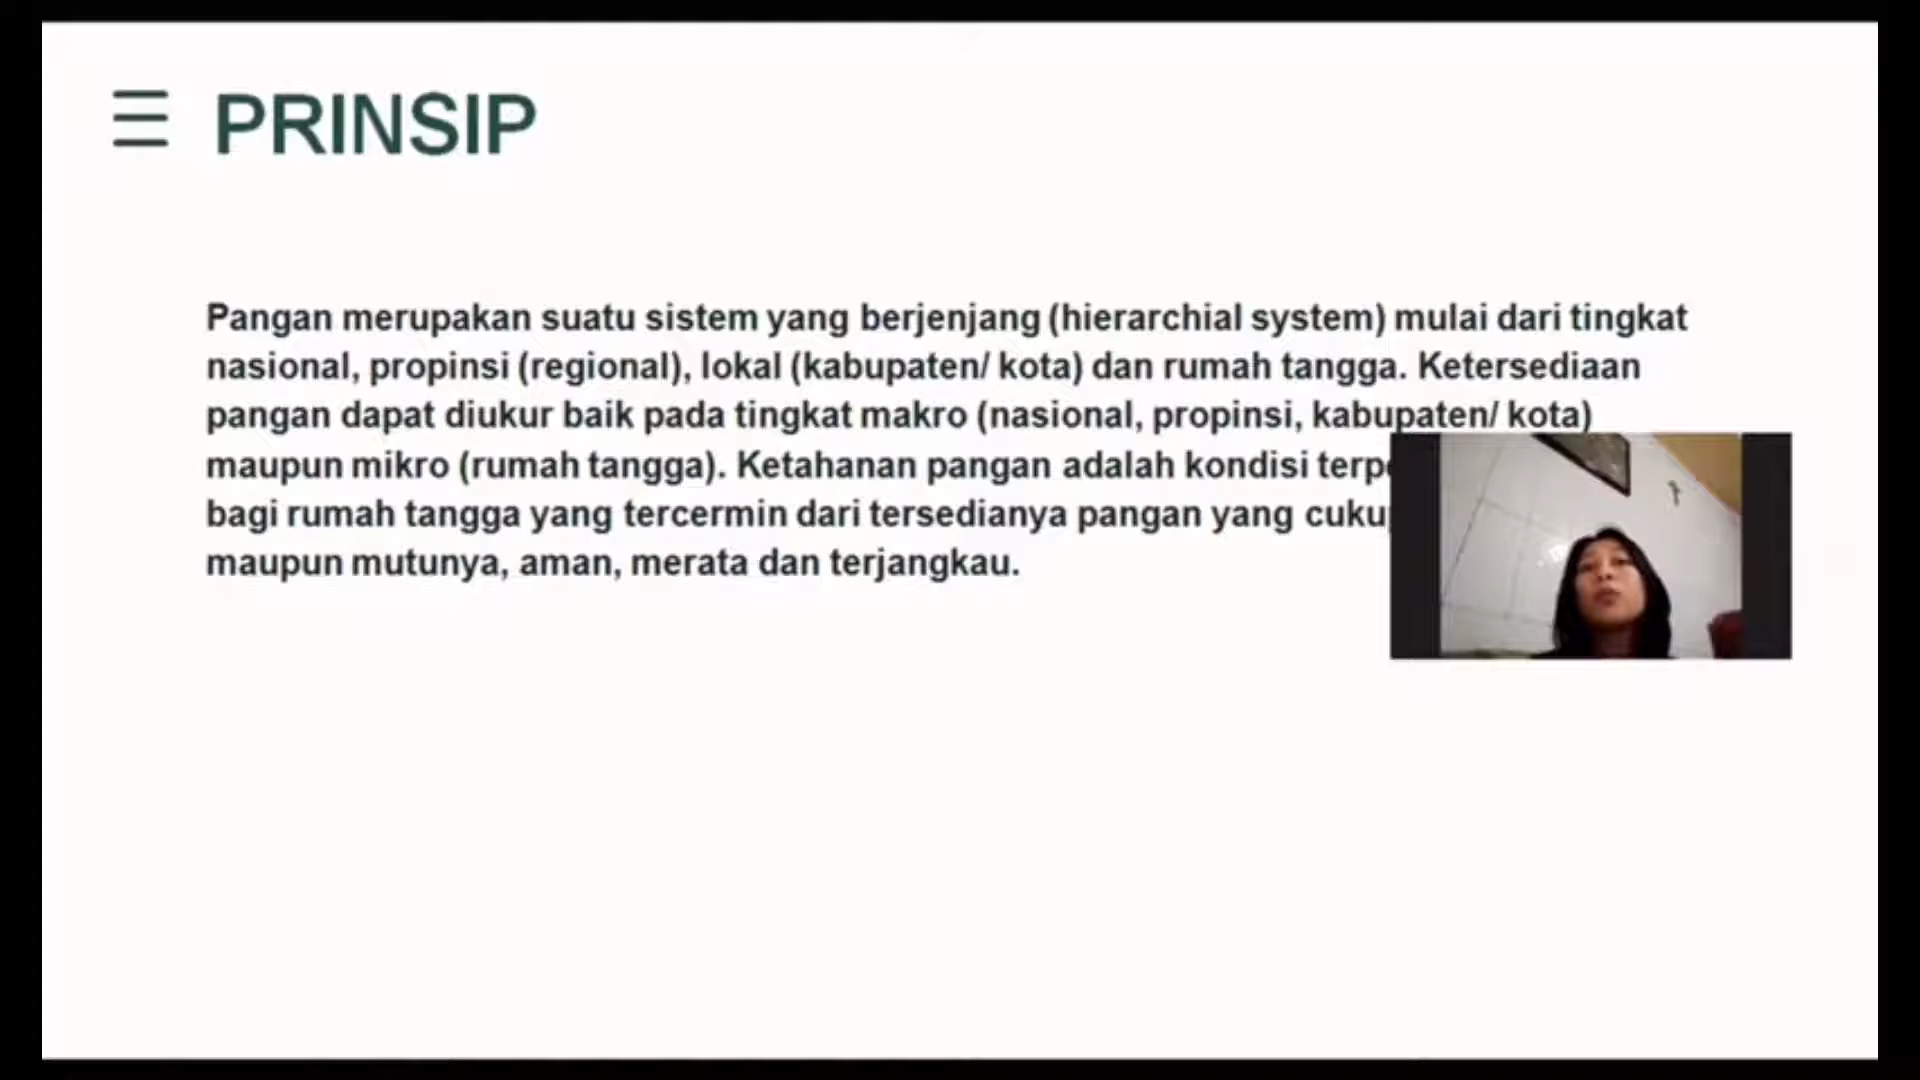 PRINSIP
Pangan merupakan suatu sistem yang berjenjang (hierarchial system) mulai dari tingkat
nasional, propinsi (regional), lokal (kabupaten/ kota) dan rumah tangga. Ketersediaan
pangan dapat diukur baik pada tingkat makro (nasional, propinsi, kabupaten/ kota)
maupun mikro (rumah tangga). Ketahanan pangan adalah kondisi
bagi rumah tangga yang tercermin dari tersedianya pangan yang
maupun mutunya, aman, merata dan terjangkau.